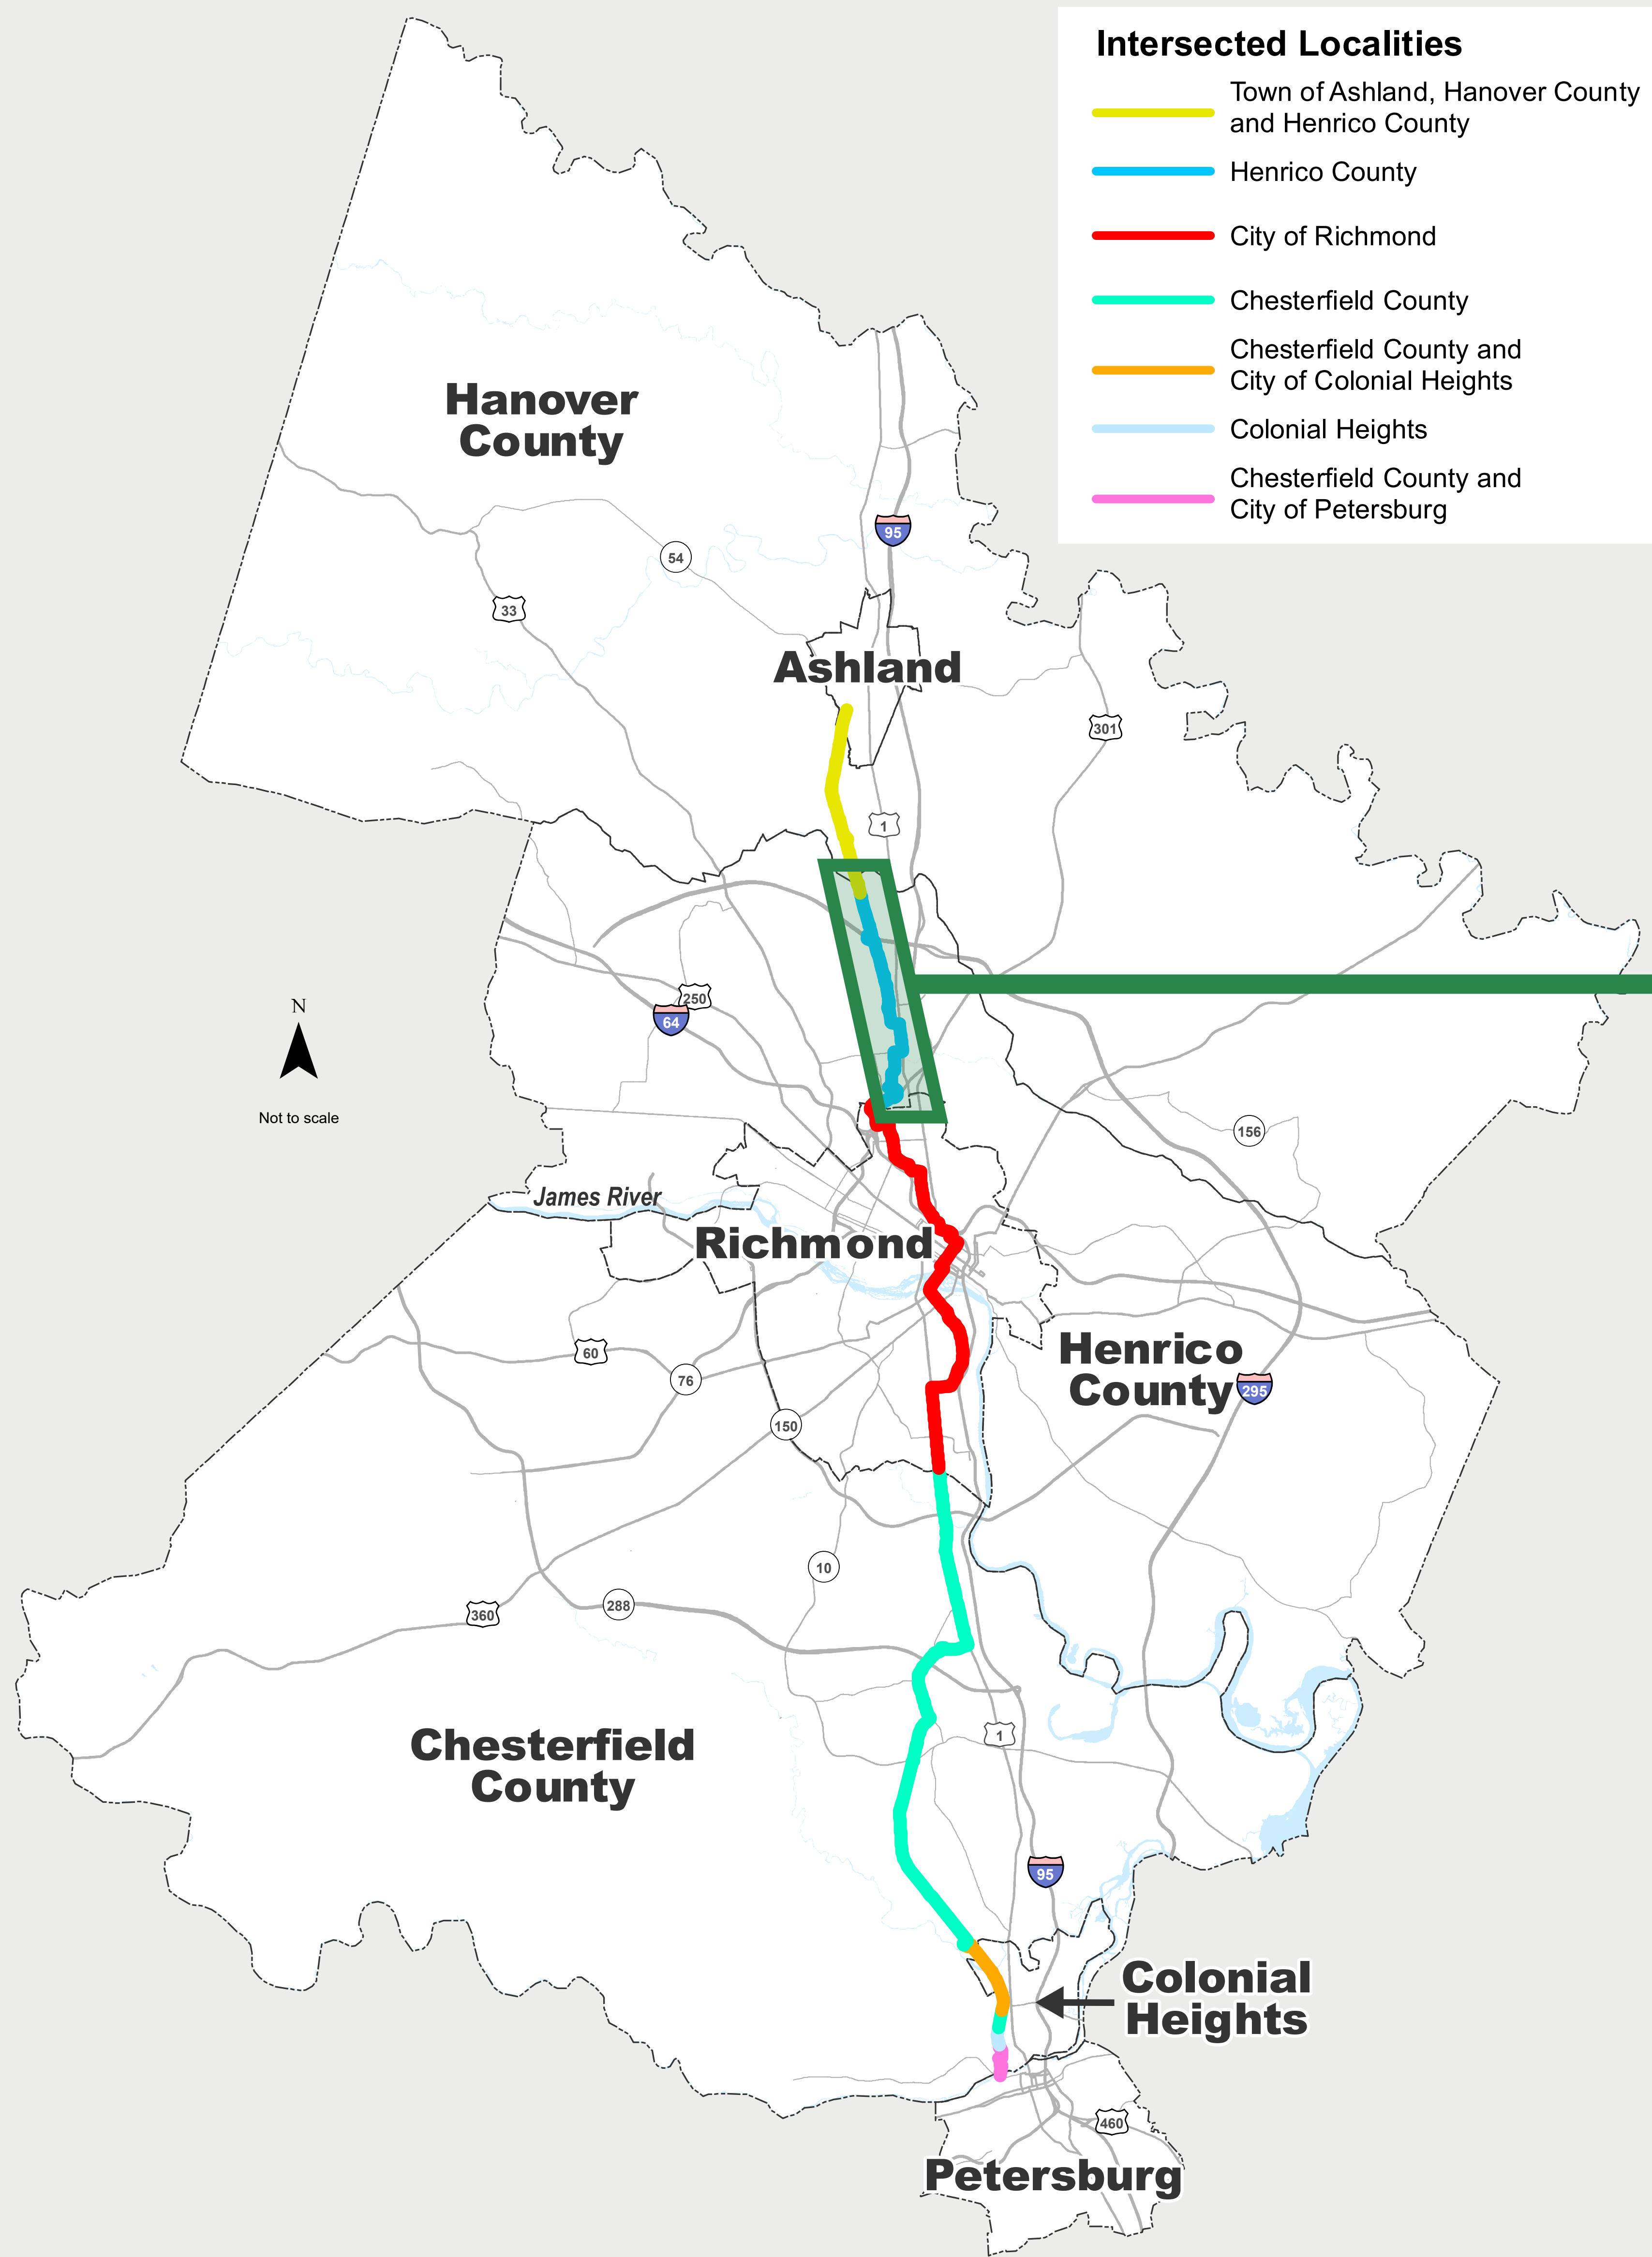 Intersected Localities
Town of Ashland, Hanover County
and Henrico County
Henrico County
City of Richmond
Chesterfield County
Chesterfield County and
City of Colonial Heights
Colonial Heights
Chesterfield County and
City of Petersburg
Hanover
County
95
54
33
Ashland
301
1
250
64
N
Not to scale
156
James River
Richmond
Henrico
County
295
60
76
150
10
288
360
1
Chesterfield
County
95
Colonial
Heights
460
Petersburg